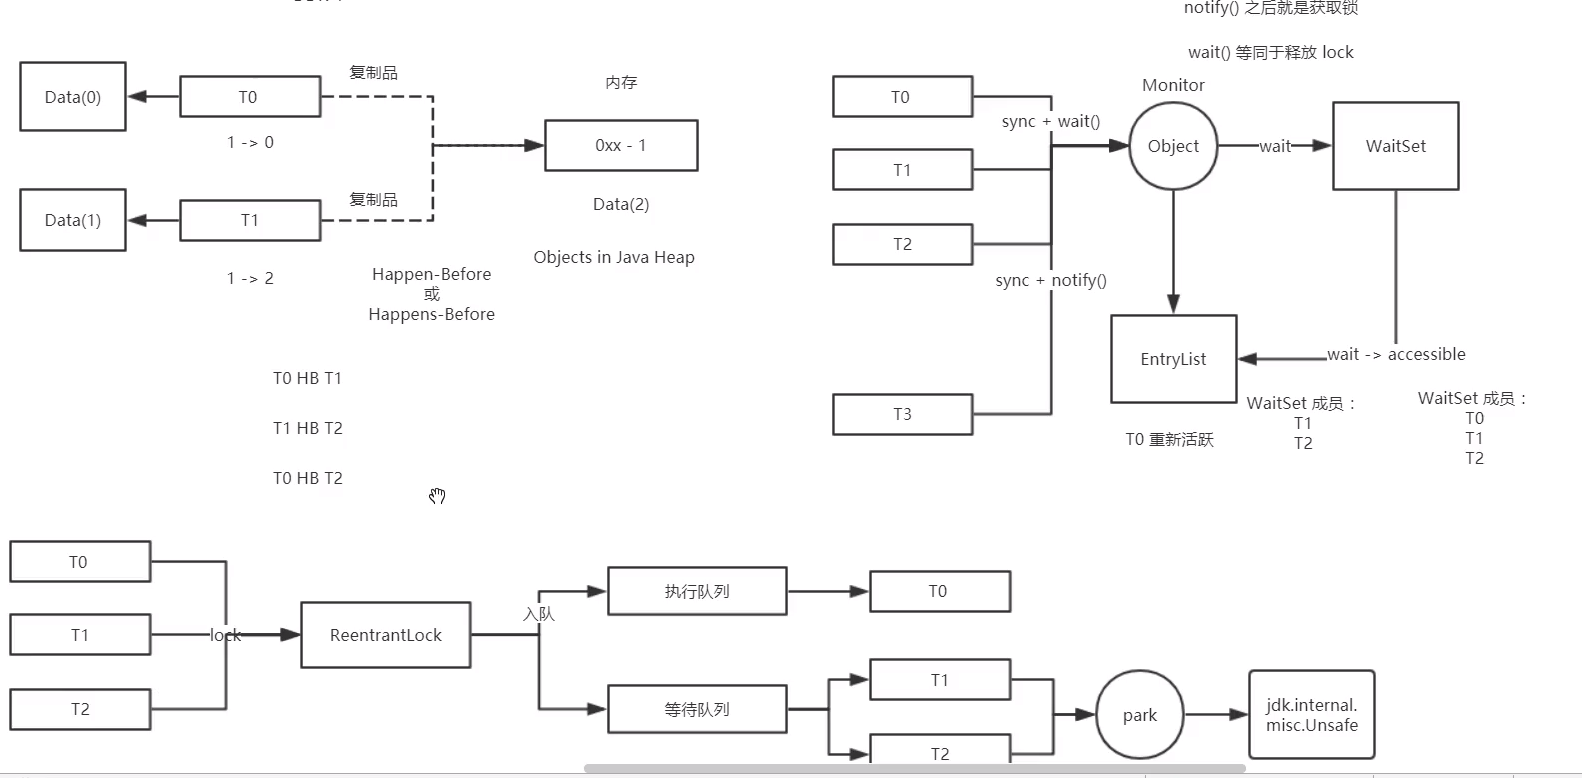 notify() 之后就是获取锁
wait() 等同于释放 lock
Data(0)
T0
复制品
1 -> 0
内存
0xx - 1
Data(2)
Objects in Java Heap
Data(1)
T1
复制品
1 -> 2
Happen-Before
或
Happens-Before
T0 HB T1
T1 HB T2
T0 HB T2
Monitor
T0
sync + wait()
Object
wait
WaitSet
T1
T2
sync + notify()
T3
EntryList
wait -> accessible
T0 重新活跃
WaitSet 成员：
T1
T2
WaitSet 成员：
T0
T1
T2
T0
T1
T2
lock
ReentrantLock
入队
执行队列
T0
等待队列
T1
T2
park
jdk.internal.
misc.Unsafe